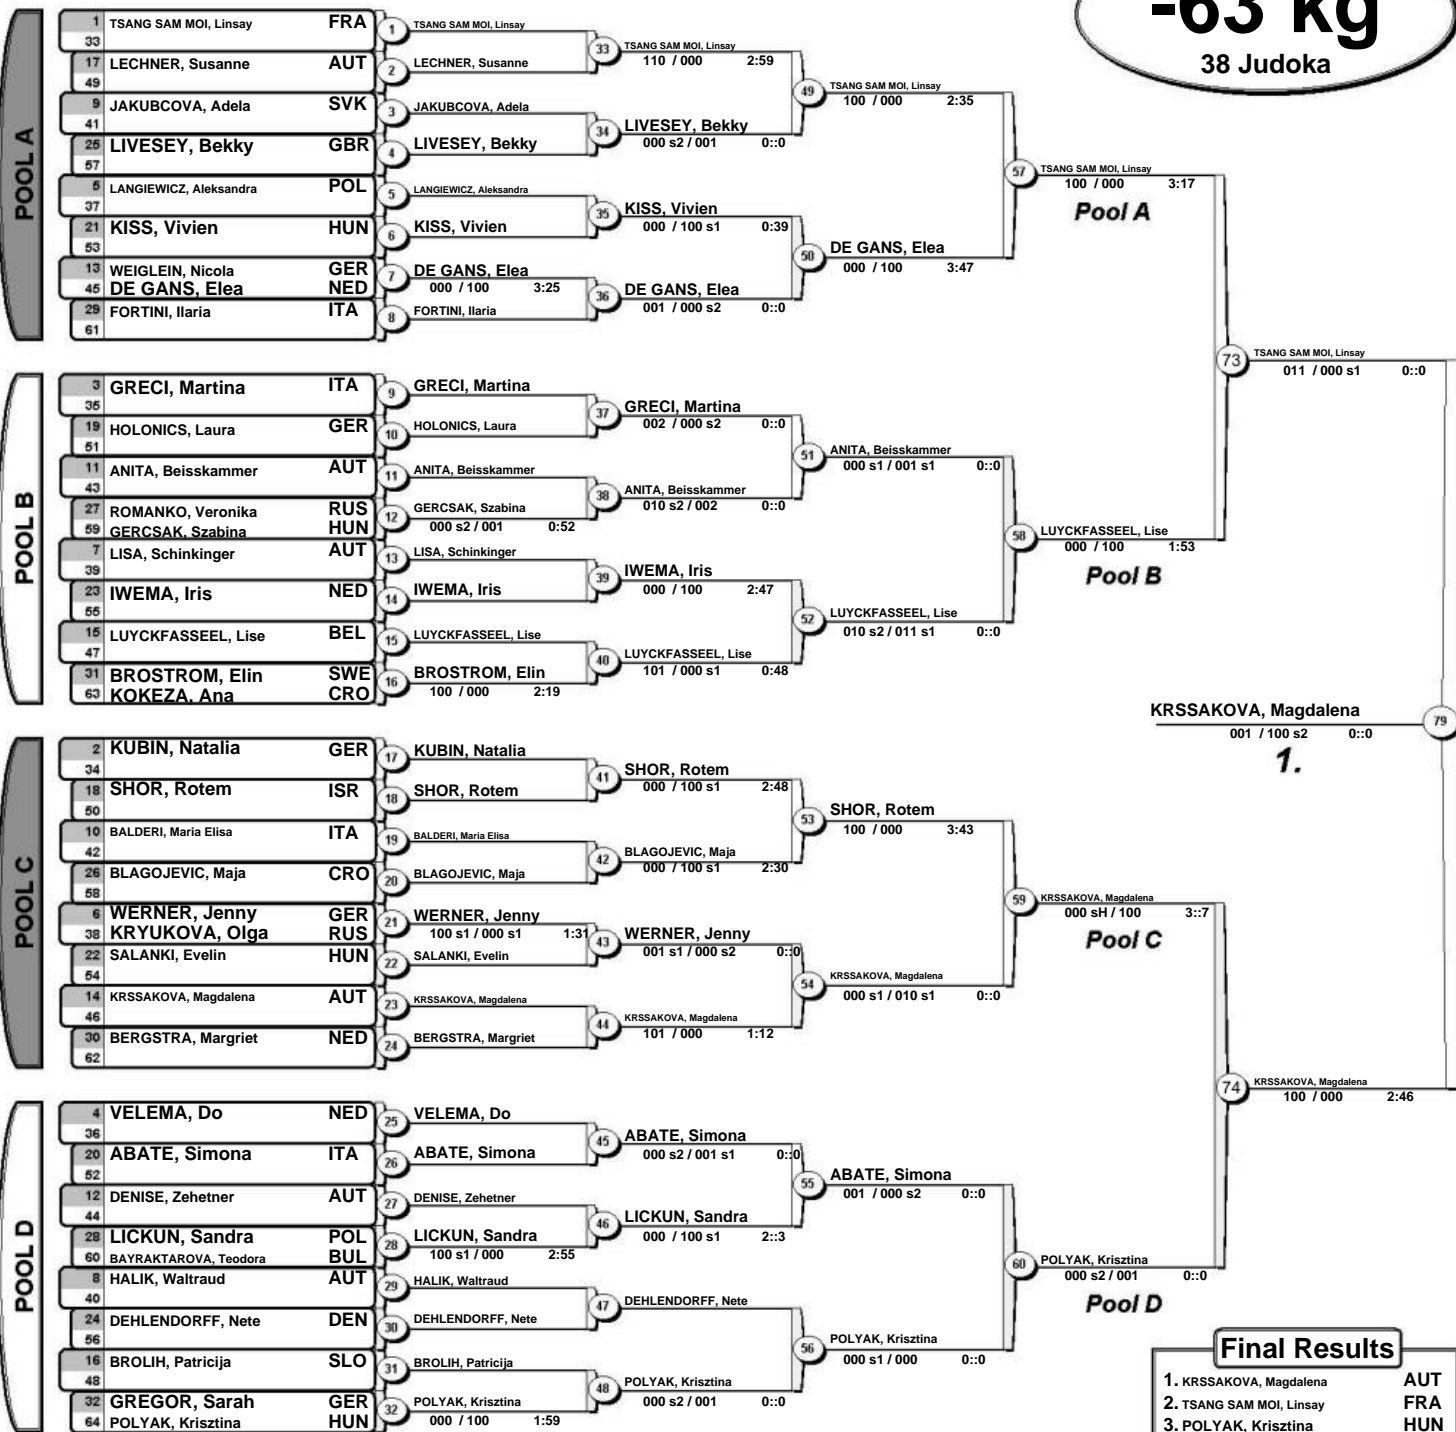 -63 kg
38 Judoka
POOL A
1 TSANG SAM MOI, Linsay FRA
33
17 LECHNER, Susanne AUT
49
9 JAKUBCOVA, Adela SVK
41
25 LIVESEY, Bekky GBR
57
5 LANGIEWICZ, Aleksandra POL
37
21 KISS, Vivien HUN
53
13 WEIGLEIN, Nicola GER
45 DE GANS, Elea NED
29 FORTINI, Ilaria ITA
61
1 TSANG SAM MOI, Linsay
2 LECHNER, Susanne
3 JAKUBCOVA, Adela
4 LIVESEY, Bekky
5 LANGIEWICZ, Aleksandra
6 KISS, Vivien
7 DE GANS, Elea
000 / 100 3:25
8 FORTINI, Ilaria
33 TSANG SAM MOI, Linsay
110 / 000 2:59
34 LIVESEY, Bekky
000 s2 / 001 0::0
35 KISS, Vivien
000 / 100 s1 0:39
36 DE GANS, Elea
001 / 000 s2 0::0
49 TSANG SAM MOI, Linsay
100 / 000 2:35
50 DE GANS, Elea
000 / 100 3:47
57 TSANG SAM MOI, Linsay
100 / 000 3:17
Pool A
POOL B
3 GRECI, Martina ITA
35
19 HOLONICS, Laura GER
51
11 ANITA, Beisskammer AUT
43
27 ROMANKO, Veronika RUS
59 GERCSAK, Szabina HUN
7 LISA, Schinkinger AUT
39
23 IWEMA, Iris NED
55
15 LUYCKFASSEEL, Lise BEL
47
31 BROSTROM, Elin SWE
63 KOKEZA, Ana CRO
9 GRECI, Martina
10 HOLONICS, Laura
11 ANITA, Beisskammer
12 GERCSAK, Szabina
000 s2 / 001 0:52
13 LISA, Schinkinger
14 IWEMA, Iris
15 LUYCKFASSEEL, Lise
16 BROSTROM, Elin
100 / 000 2:19
37 GRECI, Martina
002 / 000 s2 0::0
38 ANITA, Beisskammer
010 s2 / 002 0::0
39 IWEMA, Iris
000 / 100 2:47
40 LUYCKFASSEEL, Lise
101 / 000 s1 0:48
51 ANITA, Beisskammer
000 s1 / 001 s1 0::0
52 LUYCKFASSEEL, Lise
010 s2 / 011 s1 0::0
58 LUYCKFASSEEL, Lise
000 / 100 1:53
Pool B
73 TSANG SAM MOI, Linsay
011 / 000 s1 0::0
KRSSAKOVA, Magdalena 79
001 / 100 s2 0::0
1.
POOL C
2 KUBIN, Natalia GER
34
18 SHOR, Rotem ISR
50
10 BALDERI, Maria Elisa ITA
42
26 BLAGOJEVIC, Maja CRO
58
6 WERNER, Jenny GER
38 KRYUKOVA, Olga RUS
22 SALANKI, Evelin HUN
54
14 KRSSAKOVA, Magdalena AUT
46
30 BERGSTRA, Margriet NED
62
17 KUBIN, Natalia
18 SHOR, Rotem
19 BALDERI, Maria Elisa
20 BLAGOJEVIC, Maja
21 WERNER, Jenny
100 s1 / 000 s1 1:31
22 SALANKI, Evelin
23 KRSSAKOVA, Magdalena
24 BERGSTRA, Margriet
41 SHOR, Rotem
000 / 100 s1 2:48
42 BLAGOJEVIC, Maja
000 / 100 s1 2:30
43 WERNER, Jenny
001 s1 / 000 s2 0::0
44 KRSSAKOVA, Magdalena
101 / 000 1:12
53 SHOR, Rotem
100 / 000 3:43
54 KRSSAKOVA, Magdalena
000 s1 / 010 s1 0::0
59 KRSSAKOVA, Magdalena
000 sH / 100 3::7
Pool C
74 KRSSAKOVA, Magdalena
100 / 000 2:46
POOL D
4 VELEMA, Do NED
36
20 ABATE, Simona ITA
52
12 DENISE, Zehetner AUT
44
28 LICKUN, Sandra POL
60 BAYRAKTAROVA, Teodora BUL
8 HALIK, Waltraud AUT
40
24 DEHLENDORFF, Nete DEN
56
16 BROLIH, Patricija SLO
48
32 GREGOR, Sarah GER
64 POLYAK, Krisztina HUN
25 VELEMA, Do
26 ABATE, Simona
27 DENISE, Zehetner
28 LICKUN, Sandra
100 s1 / 000 2:55
29 HALIK, Waltraud
30 DEHLENDORFF, Nete
31 BROLIH, Patricija
32 POLYAK, Krisztina
000 / 100 1:59
45 ABATE, Simona
000 s2 / 001 s1 0::0
46 LICKUN, Sandra
000 / 100 s1 2::3
47 DEHLENDORFF, Nete
48 POLYAK, Krisztina
000 s2 / 001 0::0
55 ABATE, Simona
001 / 000 s2 0::0
56 POLYAK, Krisztina
000 s1 / 000 0::0
60 POLYAK, Krisztina
000 s2 / 001 0::0
Pool D
Final Results
1. KRSSAKOVA, Magdalena AUT
2. TSANG SAM MOI, Linsay FRA
3. POLYAK, Krisztina HUN